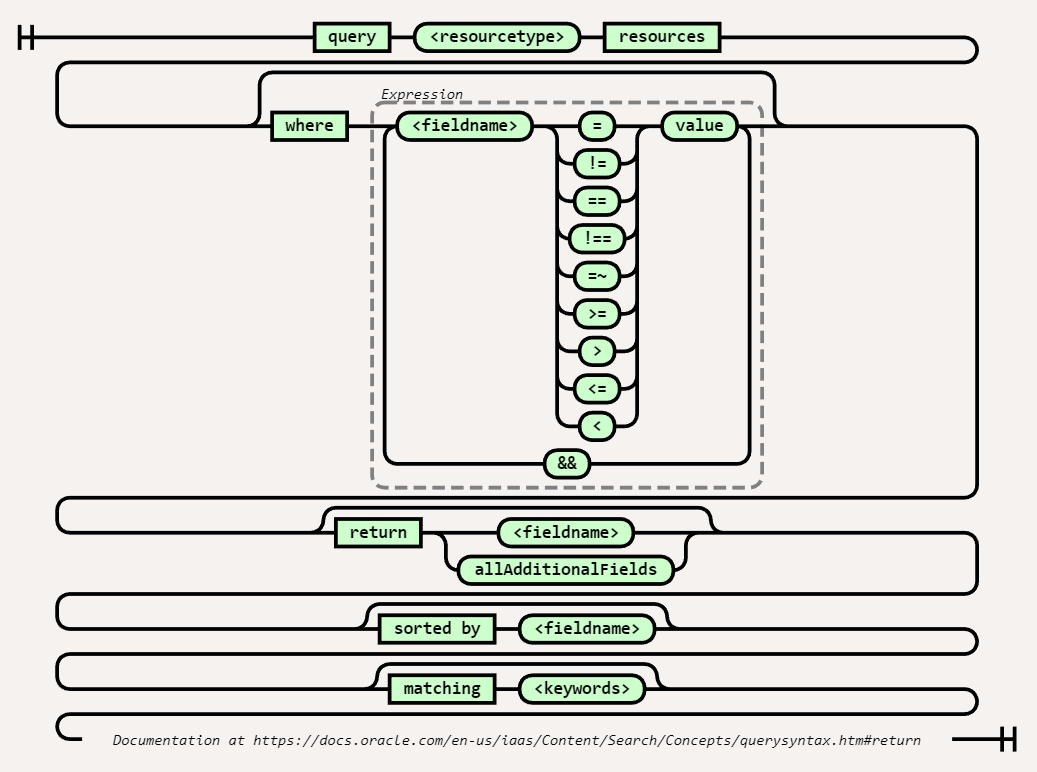 query <resourcetype> resources
Expression
where <fieldname> = value
!=
==
!==
=~
>=
>
<=
<
&&
return <fieldname>
allAdditionalFields
sorted by <fieldname>
matching <keywords>
Documentation at https://docs.oracle.com/en-us/iaas/Content/Search/Concepts/querysyntax.htm#return